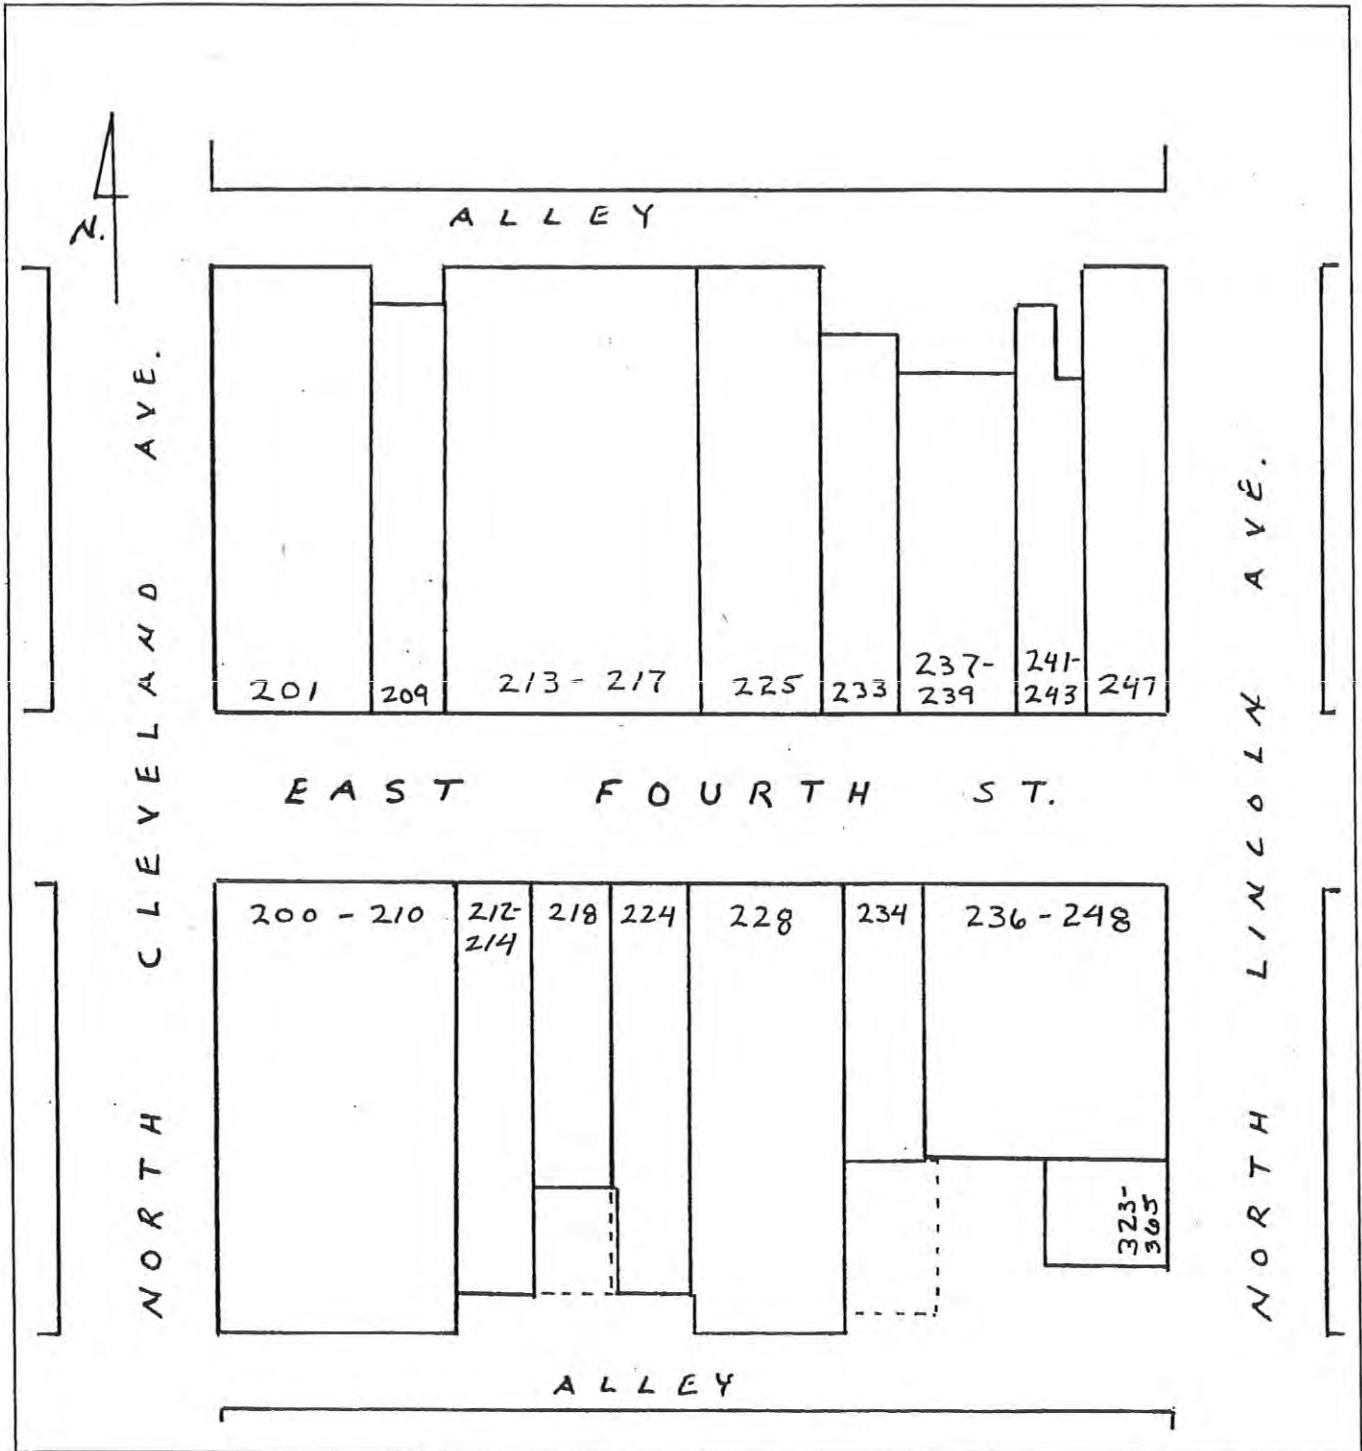 N.
ALLEY
NORTH CLEVELAND AVE.
201
209
213 - 217
225
233
237-
239
241-
243
247
EAST FOURTH ST.
200 - 210
212-
214
218
224
228
234
236 - 248
323-
365
NORTH LINCOLN AVE.
ALLEY